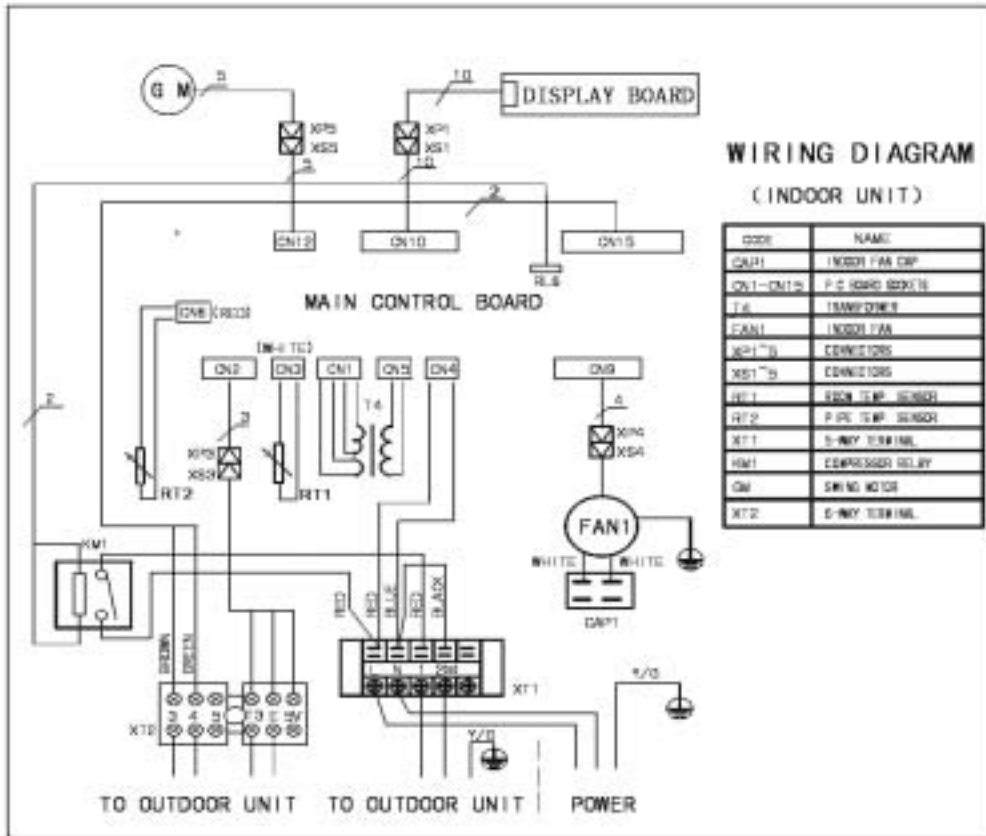 G M
5
10
DISPLAY BOARD
XP5
XS5
XP1
XS1
5
10
WIRING DIAGRAM
(INDOOR UNIT)
2
CN12
CN10
CN15
MAIN CONTROL BOARD
CODE NAME
CAP1 INDOOR FAN CAP
CN1-CN15 P.C BOARD SOCKETS
T4 TRANSFORMER
FAN1 INDOOR FAN
XP1~5 CONNECTORS
XS1~5 CONNECTORS
RT1 ROOM TEMP. SENSOR
RT2 PIPE TEMP. SENSOR
XT1 5-WAY TERMINAL
KM1 COMPRESSOR RELAY
GM SWING MOTOR
XT2 6-WAY TERMINAL
(RED)
(WHITE)
CN2
CN3
CN1
CN5
CN4
CN9
T4
2
3
4
XP3
XS3
XP4
XS4
RT2
RT1
FAN1
WHITE
WHITE
CAP1
KM1
RED
RED
BLUE
RED
BLACK
L N 1
XT1
3 4 5
E 5V
XT2
Y/G
Y/G
TO OUTDOOR UNIT
TO OUTDOOR UNIT
POWER